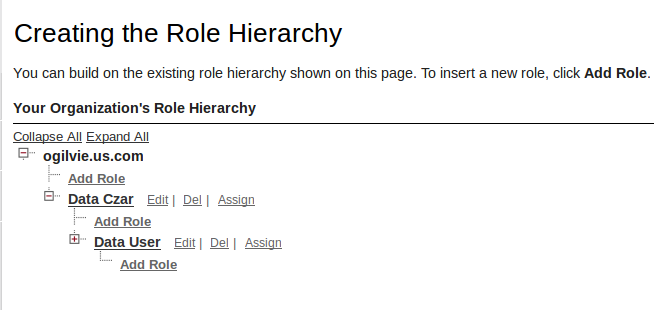 Creating the Role Hierarchy
You can build on the existing role hierarchy shown on this page. To insert a new role, click Add Role.
Your Organization's Role Hierarchy
Collapse All Expand All
ogilvie.us.com
Add Role
Data Czar Edit | Del | Assign
Add Role
Data User Edit | Del | Assign
Add Role